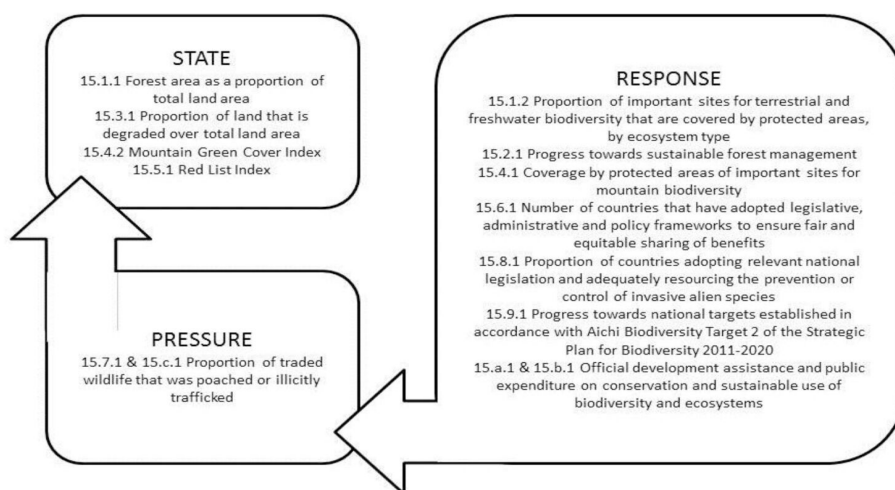 STATE
15.1.1 Forest area as a proportion of
total land area
15.3.1 Proportion of land that is
degraded over total land area
15.4.2 Mountain Green Cover Index
15.5.1 Red List Index
PRESSURE
15.7.1 & 15.c.1 Proportion of traded
wildlife that was poached or illicitly
trafficked
RESPONSE
15.1.2 Proportion of important sites for terrestrial and
freshwater biodiversity that are covered by protected areas,
by ecosystem type
15.2.1 Progress towards sustainable forest management
15.4.1 Coverage by protected areas of important sites for
mountain biodiversity
15.6.1 Number of countries that have adopted legislative,
administrative and policy frameworks to ensure fair and
equitable sharing of benefits
15.8.1 Proportion of countries adopting relevant national
legislation and adequately resourcing the prevention or
control of invasive alien species
15.9.1 Progress towards national targets established in
accordance with Aichi Biodiversity Target 2 of the Strategic
Plan for Biodiversity 2011-2020
15.a.1 & 15.b.1 Official development assistance and public
expenditure on conservation and sustainable use of
biodiversity and ecosystems